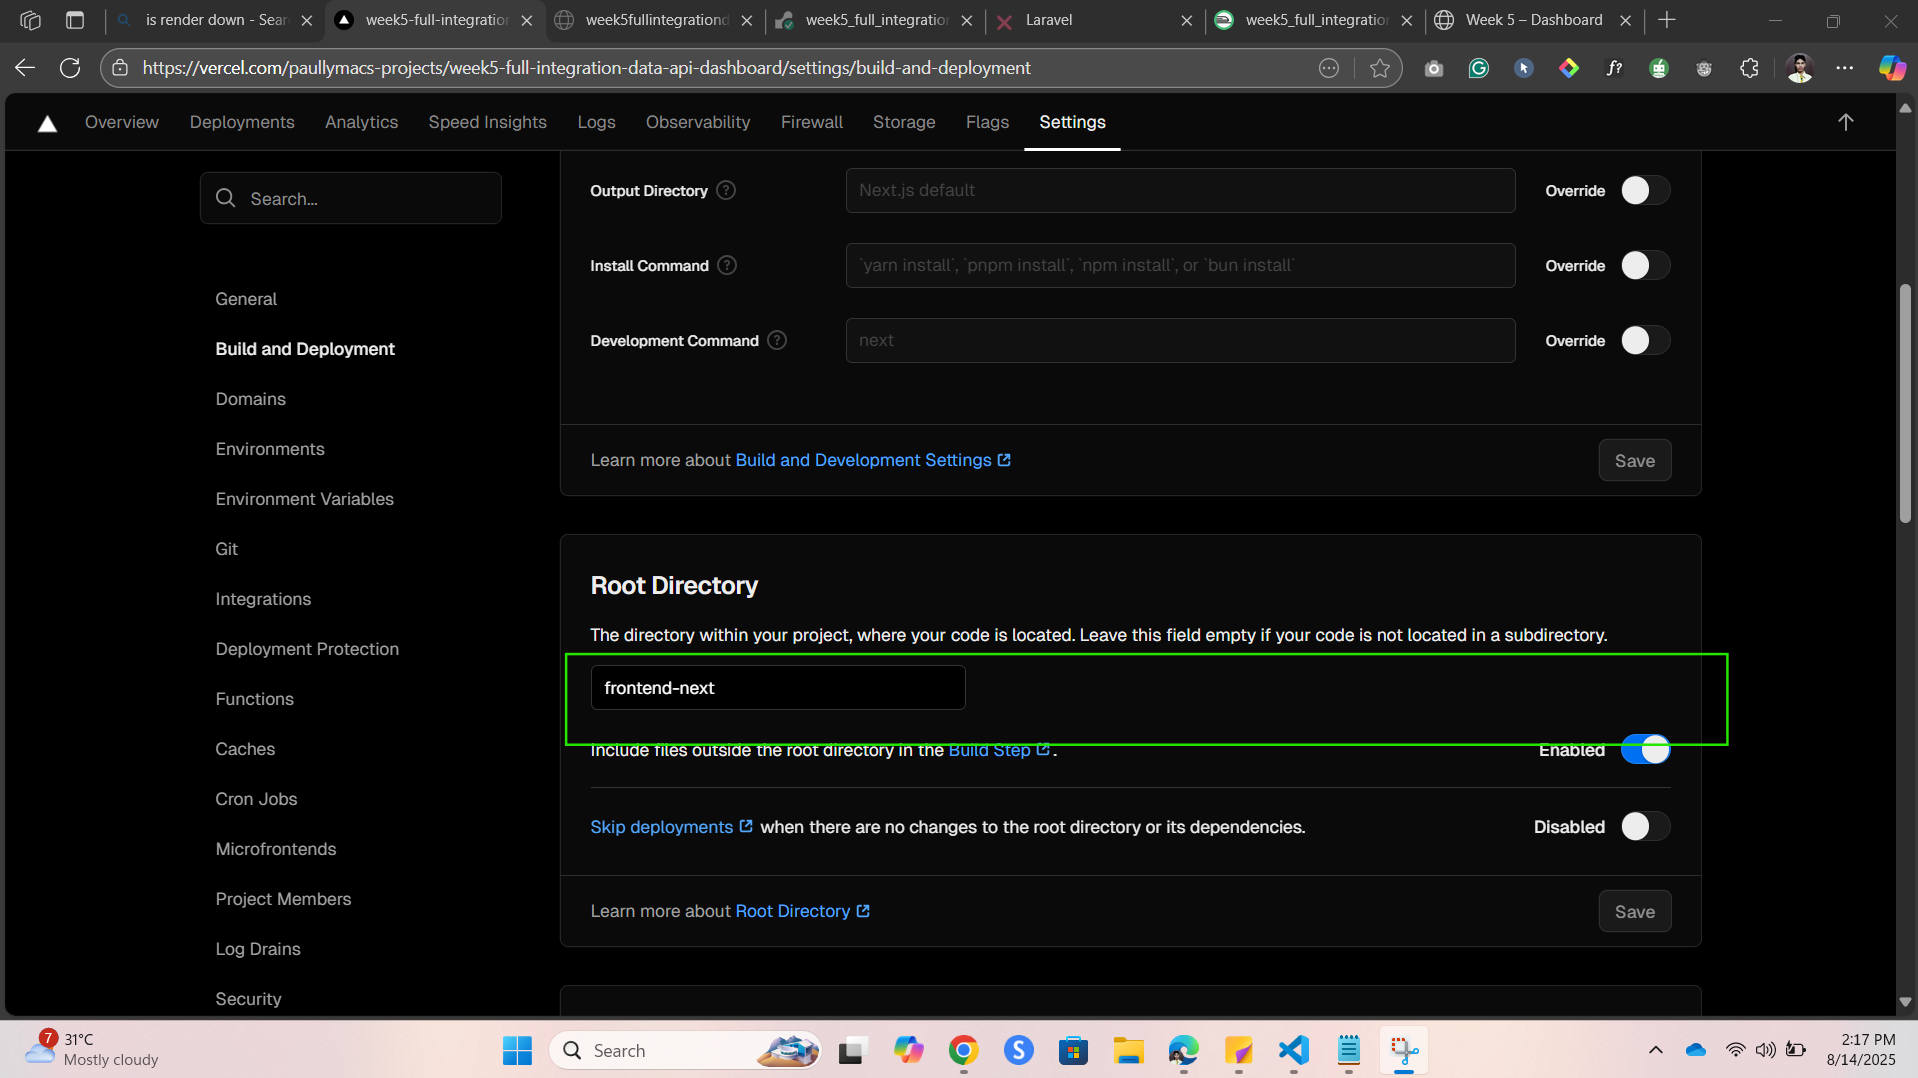 is render down - Sear
week5-full-integration
week5fullintegrationd
week5_full_integration
Laravel
week5_full_integration
Week 5 – Dashboard
https://vercel.com/paullymacs-projects/week5-full-integration-data-api-dashboard/settings/build-and-deployment
f?
Overview
Deployments
Analytics
Speed Insights
Logs
Observability
Firewall
Storage
Flags
Settings
Search...
General
Build and Deployment
Domains
Environments
Environment Variables
Git
Integrations
Deployment Protection
Functions
Caches
Cron Jobs
Microfrontends
Project Members
Log Drains
Security
Output Directory ?
Next.js default
Override
Install Command ?
`yarn install`, `pnpm install`, `npm install`, or `bun install`
Override
Development Command ?
next
Override
Learn more about Build and Development Settings
Save
Root Directory
The directory within your project, where your code is located. Leave this field empty if your code is not located in a subdirectory.
frontend-next
Include files outside the root directory in the Build Step .
Enabled
Skip deployments when there are no changes to the root directory or its dependencies.
Disabled
Learn more about Root Directory
Save
7
31°C
Mostly cloudy
Search
S
2:17 PM
8/14/2025